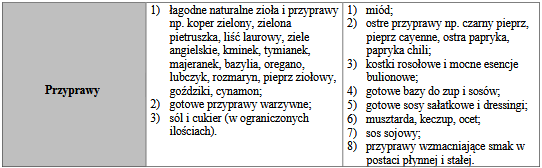 Przyprawy
1) łagodne naturalne zioła i przyprawy
np. koper zielony, zielona
pietruszka, liść laurowy, ziele
angielskie, kminek, tymianek,
majeranek, bazylia, oregano,
lubczyk, rozmaryn, pieprz ziołowy,
goździki, cynamon;
2) gotowe przyprawy warzywne;
3) sól i cukier (w ograniczonych
ilościach).
1) miód;
2) ostre przyprawy np. czarny pieprz,
pieprz cayenne, ostra papryka,
papryka chili;
3) kostki rosołowe i mocne esencje
bulionowe;
4) gotowe bazy do zup i sosów;
5) gotowe sosy sałatkowe i dressingi;
6) musztarda, keczup, ocet;
7) sos sojowy;
8) przyprawy wzmacniające smak w
postaci płynnej i stałej.